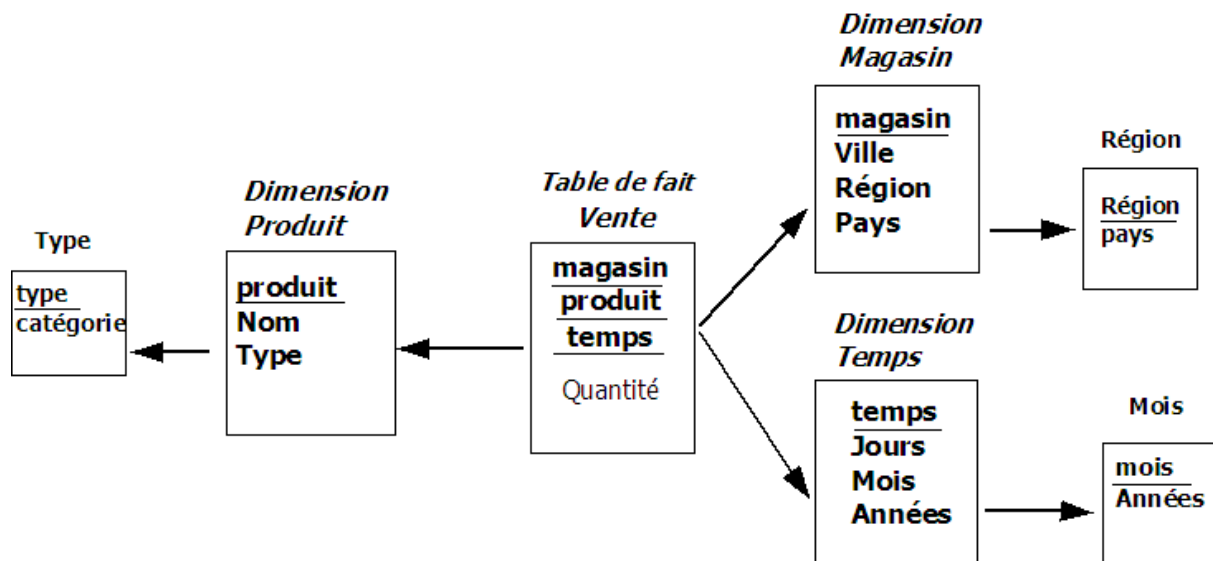 Type
type
catégorie
Dimension
Produit
produit
Nom
Type
Table de fait
Vente
magasin
produit
temps
Quantité
Dimension
Magasin
magasin
Ville
Région
Pays
Région
Région
pays
Dimension
Temps
temps
Jours
Mois
Années
Mois
mois
Années